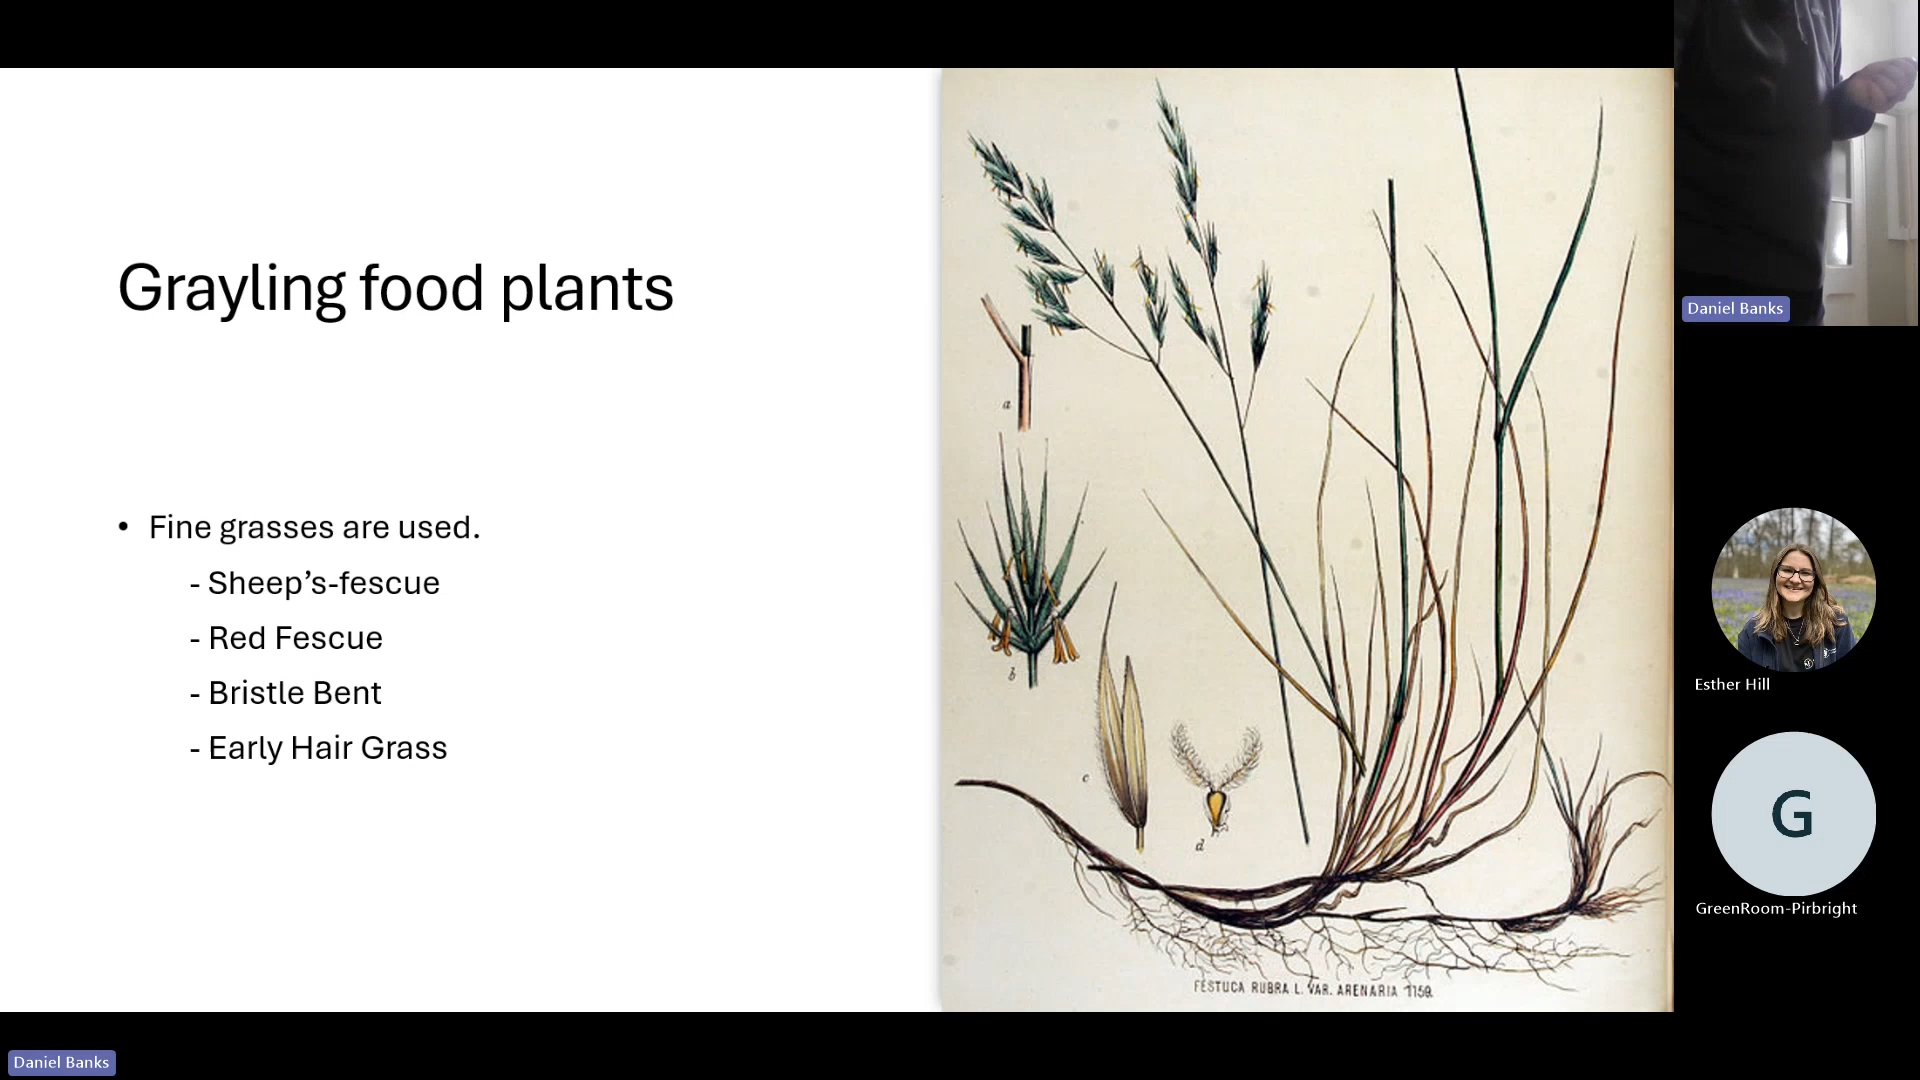 Grayling food plants
• Fine grasses are used.
- Sheep’s-fescue
- Red Fescue
- Bristle Bent
- Early Hair Grass
a
b
c
d
FESTUCA RUBRA L. VAR. ARENARIA 1159.
Daniel Banks
Esther Hill
G
GreenRoom-Pirbright
Daniel Banks